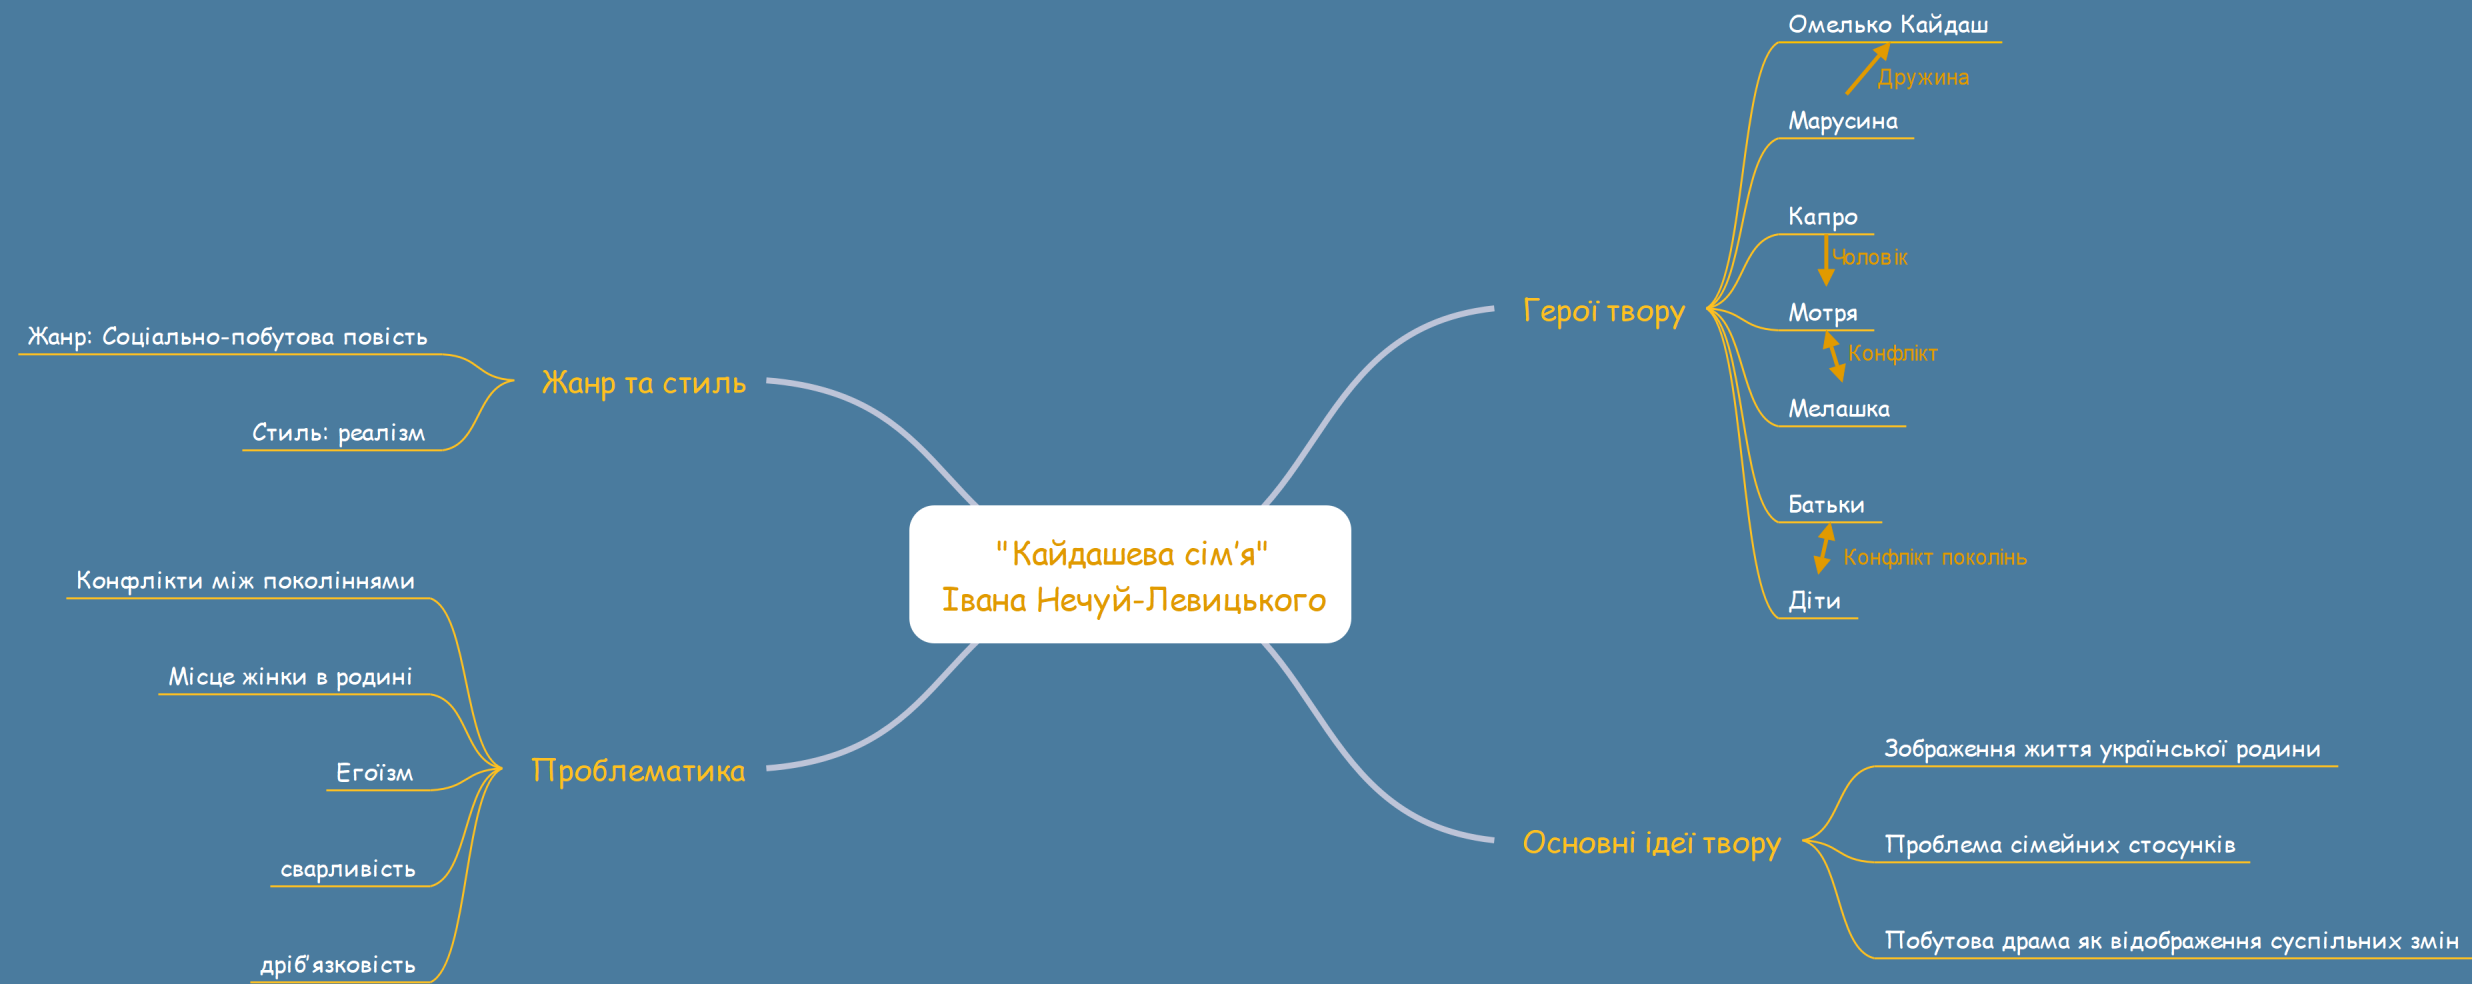 "Кайдашева сім'я"
Івана Нечуй-Левицького
Жанр та стиль
Жанр: Соціально-побутова повість
Стиль: реалізм
Проблематика
Конфлікти між поколіннями
Місце жінки в родині
Егоїзм
сварливість
дріб'язковість
Герої твору
Омелько Кайдаш
Дружина
Марусина
Капро
Чоловік
Мотря
Конфлікт
Мелашка
Батьки
Конфлікт поколінь
Діти
Основні ідеї твору
Зображення життя української родини
Проблема сімейних стосунків
Побутова драма як відображення суспільних змін